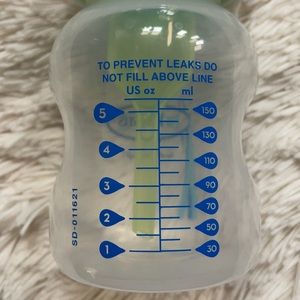 TO PREVENT LEAKS DO
NOT FILL ABOVE LINE
US oz ml
5 150
130
4
110
3 90
70
2
50
1 30
SD-011621